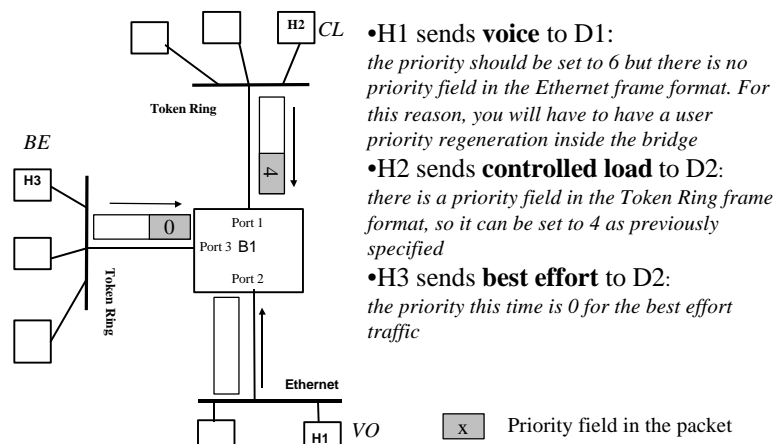 H2 CL
Token Ring
4
BE
H3
0
Port 1
Port 3 B1
Port 2
Token Ring
Ethernet
H1 VO
•H1 sends voice to D1:
the priority should be set to 6 but there is no
priority field in the Ethernet frame format. For
this reason, you will have to have a user
priority regeneration inside the bridge
•H2 sends controlled load to D2:
there is a priority field in the Token Ring frame
format, so it can be set to 4 as previously
specified
•H3 sends best effort to D2:
the priority this time is 0 for the best effort
traffic
x Priority field in the packet